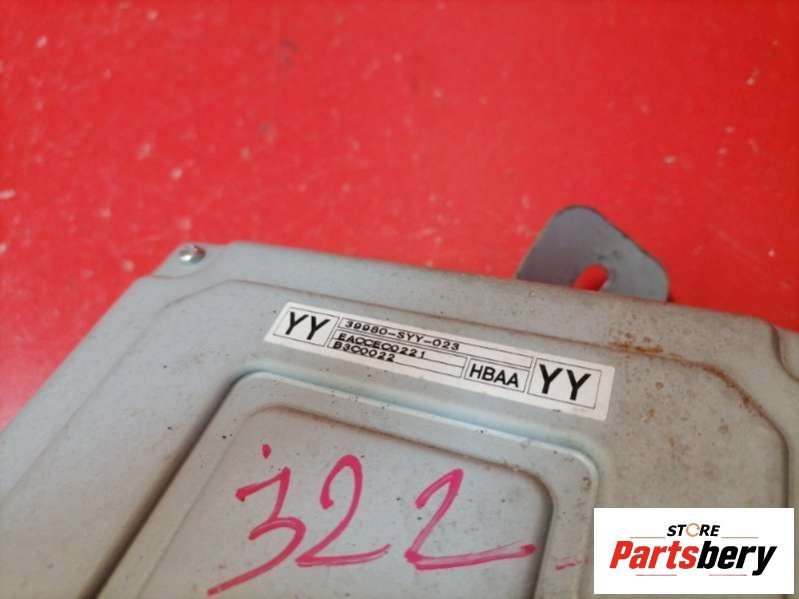 YY
39980-SYY-023
EACCEC0221
B3C0022
HBAA
YY
322
STORE
Partsbery